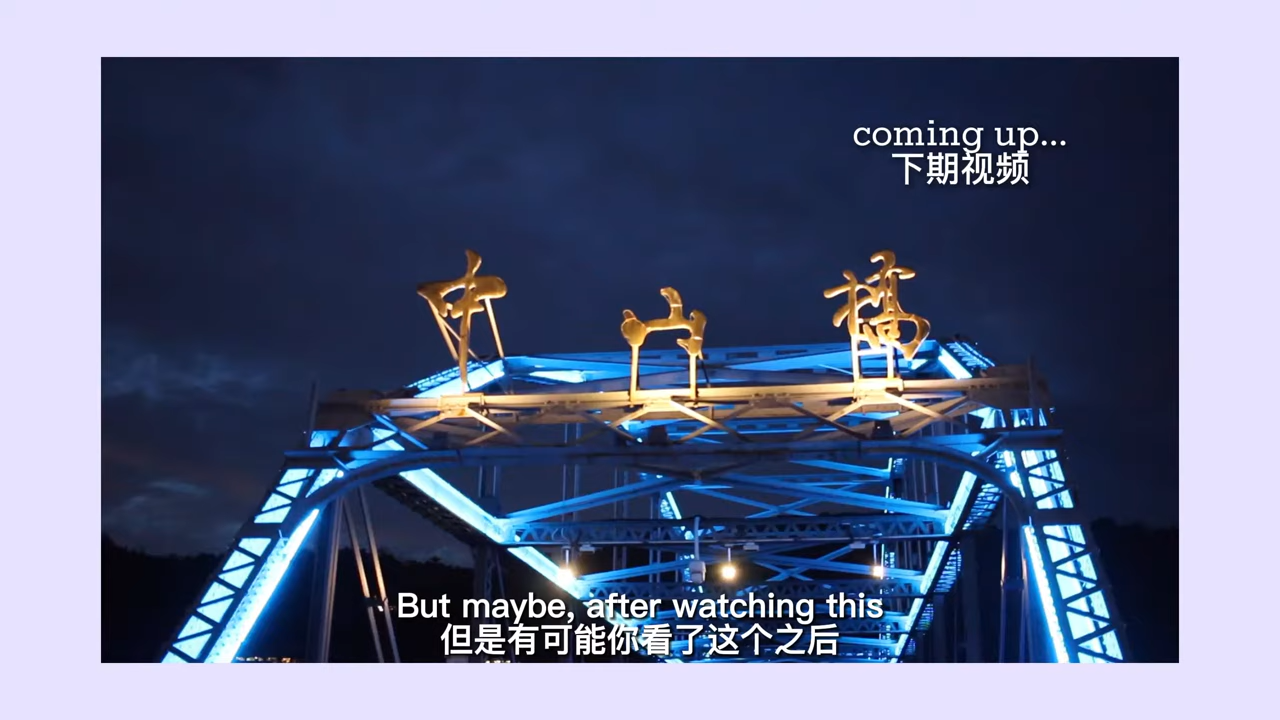 coming up...
下期视频
中山橋
But maybe, after watching this
但是有可能你看了这个之后